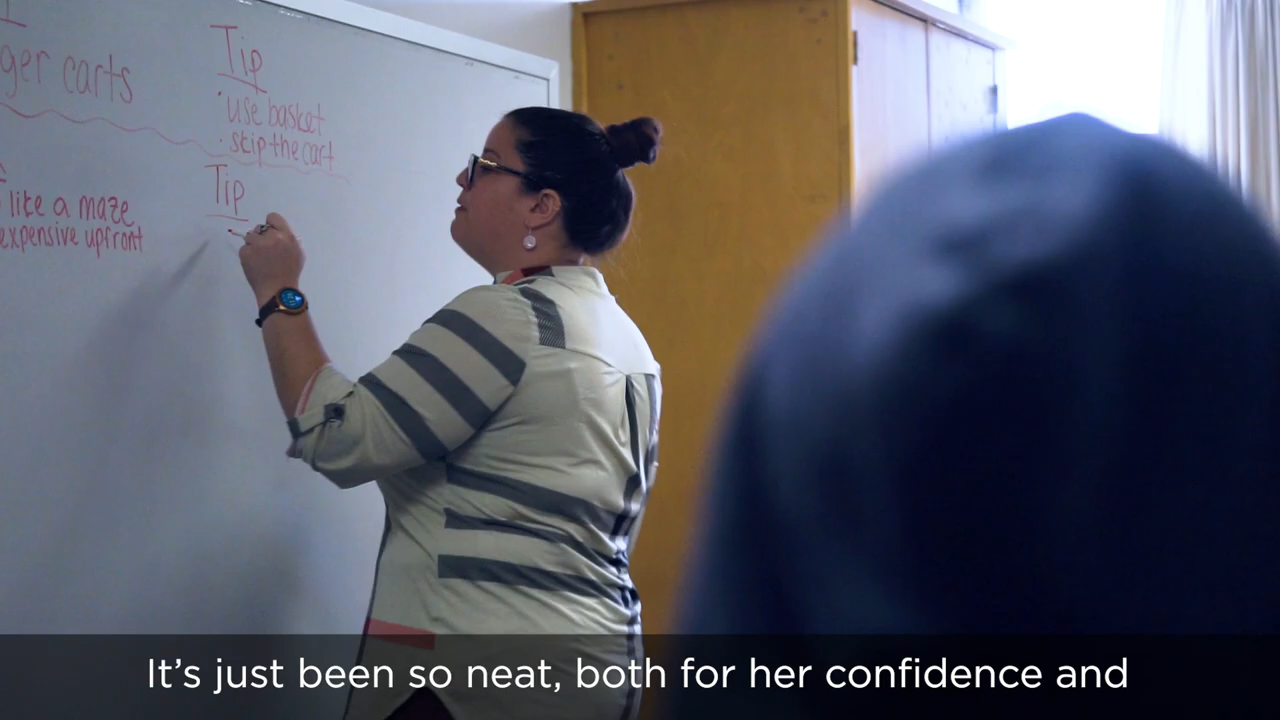 ger carts
like a maze
expensive upfront
Tip
· use basket
· skip the cart
Tip
It's just been so neat, both for her confidence and